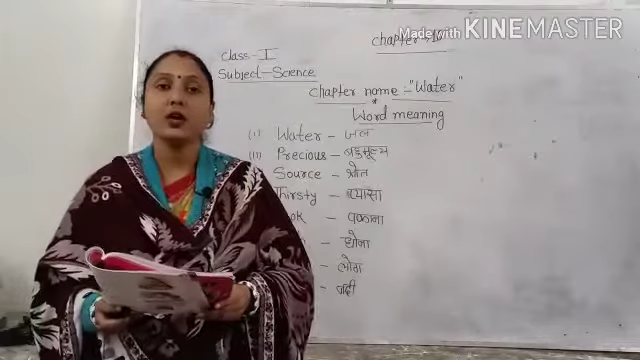 Made with KINEMASTER
Class- I
Subject- Science
Chapter name :- "Water"
Word meaning
(i) Water - जल
(ii) Precious - बहुमूल्य
Source - श्रोत
Thirsty - प्यासा
ook - पकाना
- धोना
- लोग
- नदी